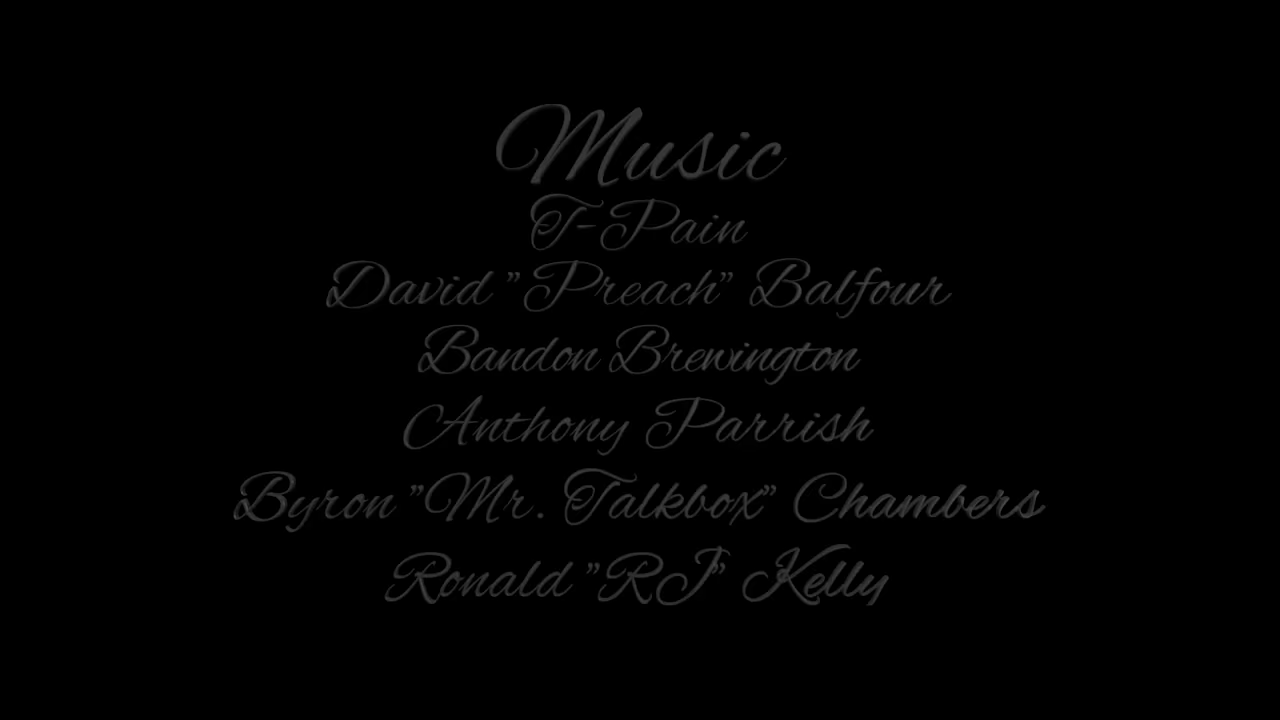 Music
T-Pain
David "Preach" Balfour
Bandon Brewington
Anthony Parrish
Byron "Mr. Talkbox" Chambers
Ronald "RJ" Kelly